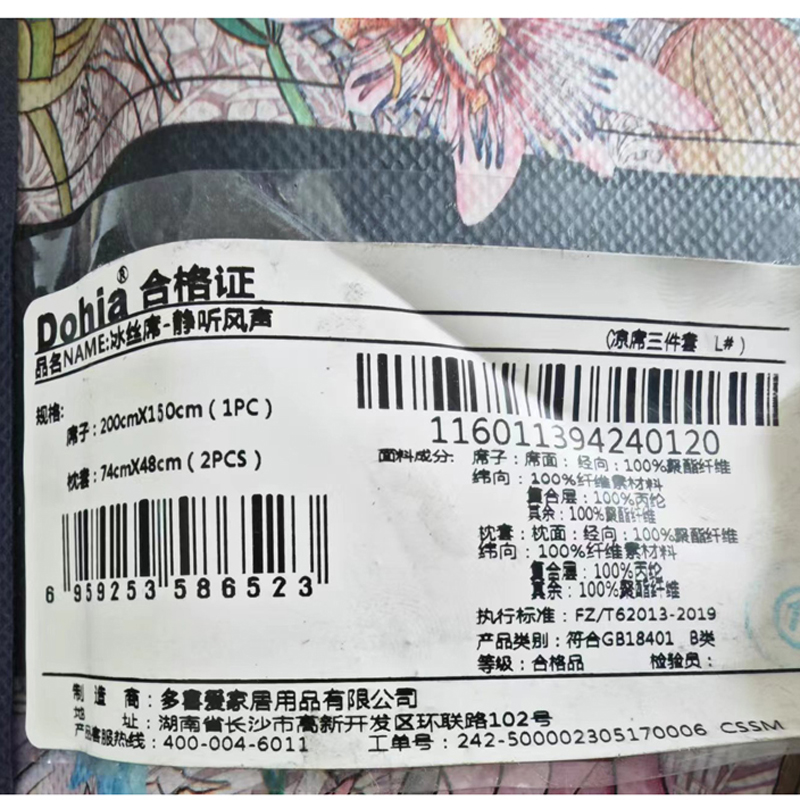 Dohia® 合格证
品名NAME:冰丝席-静听风声
(凉席三件套 L#)
规格:
席子:200cmX150cm(1PC)
枕套:74cmX48cm(2PCS)
6 959253 586523
116011394240120
面料成分: 席子:席面:经向:100%聚酯纤维
纬向:100%纤维素材料
复合层:100%丙纶
其余:100%聚酯纤维
枕套:枕面:经向:100%聚酯纤维
纬向:100%纤维素材料
复合层:100%丙纶
其余:100%聚酯纤维
执行标准:FZ/T62013-2019
产品类别:符合GB18401 B类
等级:合格品 检验员:
制造商:多喜爱家居用品有限公司
地址:湖南省长沙市高新开发区环联路102号
产品客服热线:400-004-6011 工单号:242-500002305170006 CSSM